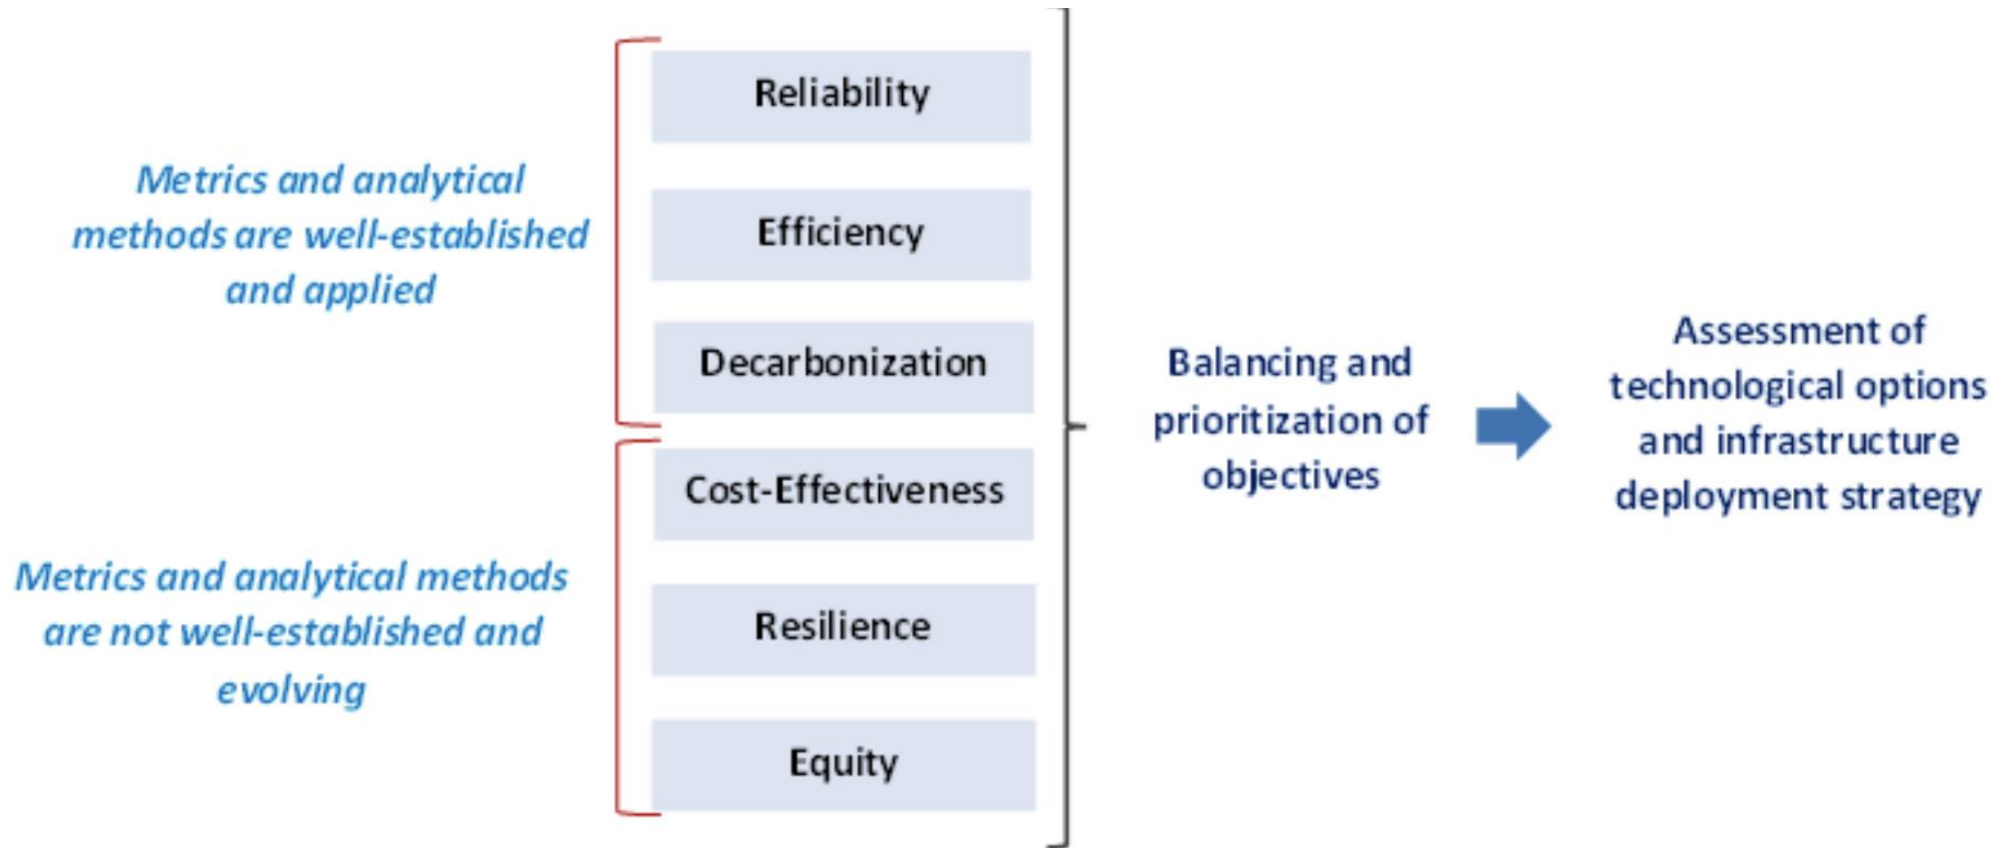 Metrics and analytical
methods are well-established
and applied
Metrics and analytical methods
are not well-established and
evolving
Reliability
Efficiency
Decarbonization
Cost-Effectiveness
Resilience
Equity
Balancing and
prioritization of
objectives
Assessment of
technological options
and infrastructure
deployment strategy